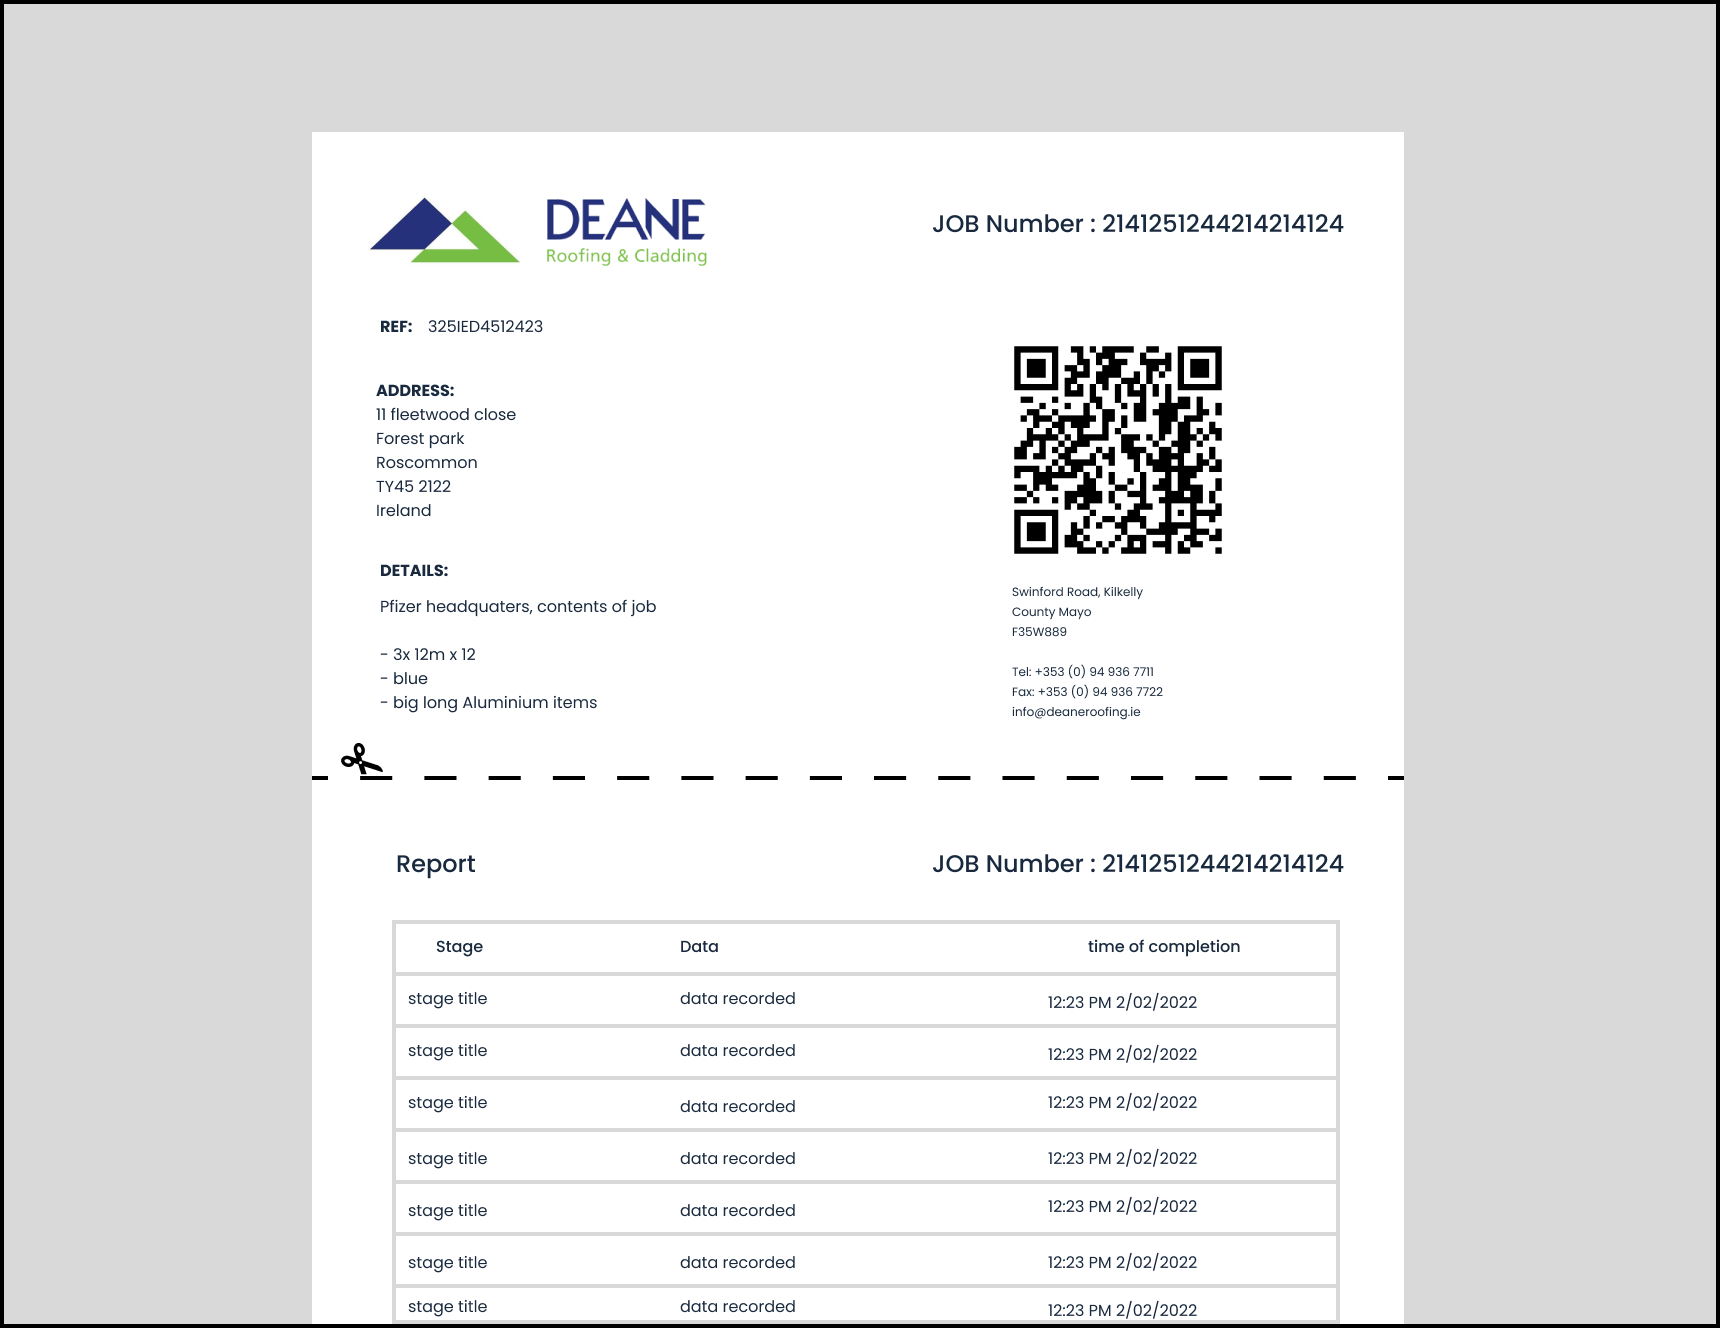 DEANE
Roofing & Cladding
JOB Number : 2141251244214214124
REF: 325IED4512423
ADDRESS:
11 fleetwood close
Forest park
Roscommon
TY45 2122
Ireland
DETAILS:
Pfizer headquaters, contents of job
- 3x 12m x 12
- blue
- big long Aluminium items
Swinford Road, Kilkelly
County Mayo
F35W889
Tel: +353 (0) 94 936 7711
Fax: +353 (0) 94 936 7722
info@deaneroofing.ie
Report
JOB Number : 2141251244214214124
Stage Data time of completion
stage title data recorded 12:23 PM 2/02/2022
stage title data recorded 12:23 PM 2/02/2022
stage title data recorded 12:23 PM 2/02/2022
stage title data recorded 12:23 PM 2/02/2022
stage title data recorded 12:23 PM 2/02/2022
stage title data recorded 12:23 PM 2/02/2022
stage title data recorded 12:23 PM 2/02/2022